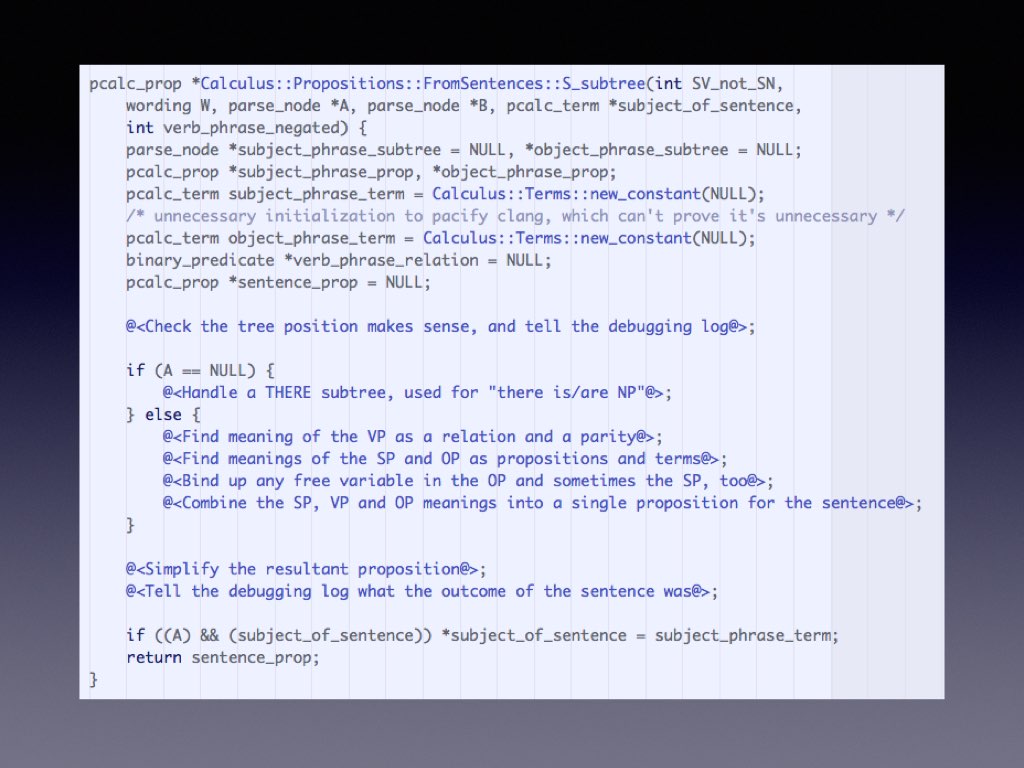 pcalc_prop *Calculus::Propositions::FromSentences::S_subtree(int SV_not_SN,
    wording W, parse_node *A, parse_node *B, pcalc_term *subject_of_sentence,
    int verb_phrase_negated) {
    parse_node *subject_phrase_subtree = NULL, *object_phrase_subtree = NULL;
    pcalc_prop *subject_phrase_prop, *object_phrase_prop;
    pcalc_term subject_phrase_term = Calculus::Terms::new_constant(NULL);
    /* unnecessary initialization to pacify clang, which can't prove it's unnecessary */
    pcalc_term object_phrase_term = Calculus::Terms::new_constant(NULL);
    binary_predicate *verb_phrase_relation = NULL;
    pcalc_prop *sentence_prop = NULL;

    @<Check the tree position makes sense, and tell the debugging log@>;

    if (A == NULL) {
        @<Handle a THERE subtree, used for "there is/are NP"@>;
    } else {
        @<Find meaning of the VP as a relation and a parity@>;
        @<Find meanings of the SP and OP as propositions and terms@>;
        @<Bind up any free variable in the OP and sometimes the SP, too@>;
        @<Combine the SP, VP and OP meanings into a single proposition for the sentence@>;
    }

    @<Simplify the resultant proposition@>;
    @<Tell the debugging log what the outcome of the sentence was@>;

    if ((A) && (subject_of_sentence)) *subject_of_sentence = subject_phrase_term;
    return sentence_prop;
}